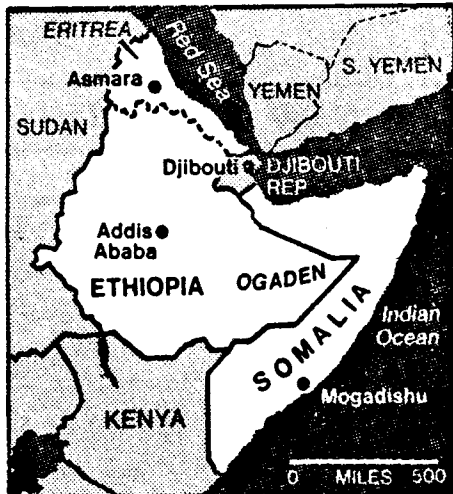 ERITREA
Red Sea
Asmara
YEMEN
S. YEMEN
SUDAN
Djibouti
DJIBOUTI
REP
Addis
Ababa
ETHIOPIA
OGADEN
SOMALIA
Indian
Ocean
Mogadishu
KENYA
0 MILES 500